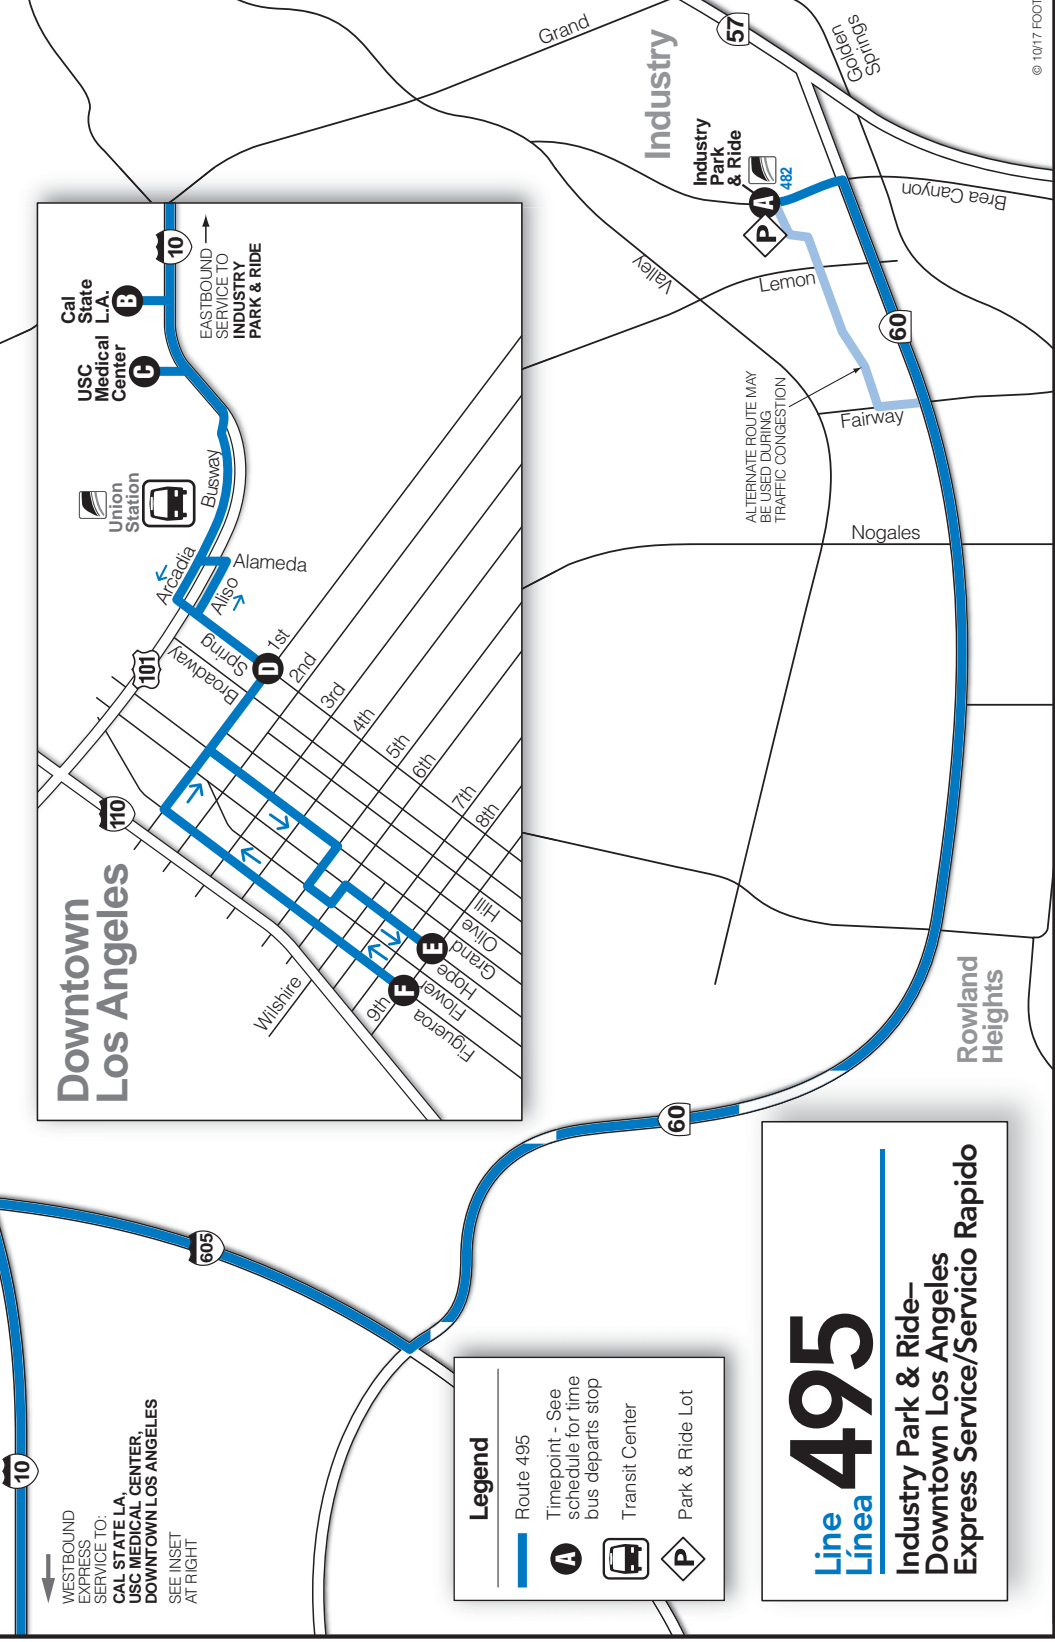 Downtown
Los Angeles
110
101
Wilshire
9th
Figueroa
Flower
Hope
Grand
Olive
Hill
8th
7th
6th
5th
4th
3rd
2nd
1st
Broadway
Spring
Arcadia
Aliso
Alameda
Busway
Union
Station
USC
Medical
Center
C
Cal
State
L.A.
B
10
EASTBOUND
SERVICE TO
INDUSTRY
PARK & RIDE
D
E
F
WESTBOUND
EXPRESS
SERVICE TO:
CAL STATE LA,
USC MEDICAL CENTER,
DOWNTOWN LOS ANGELES
SEE INSET
AT RIGHT
10
605
60
Rowland
Heights
Nogales
Fairway
ALTERNATE ROUTE MAY
BE USED DURING
TRAFFIC CONGESTION
60
Lemon
Valley
Grand
Industry
Industry
Park
& Ride
A
P
482
57
Golden
Springs
Brea Canyon
Legend
Route 495
A
Timepoint - See
schedule for time
bus departs stop
Transit Center
P
Park & Ride Lot
Line
Línea
495
Industry Park & Ride–
Downtown Los Angeles
Express Service/Servicio Rapido
© 10/17 FOOT